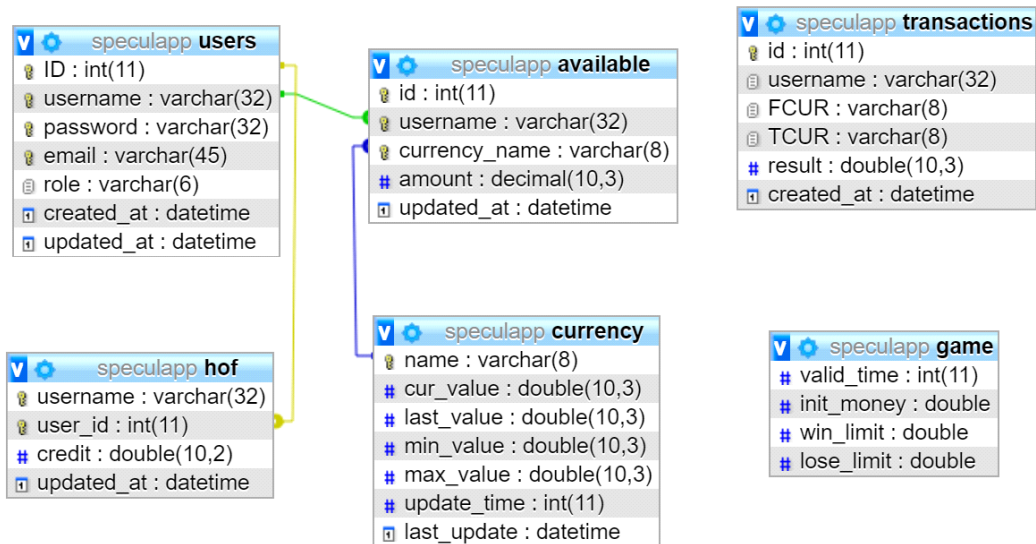 speculapp users
ID : int(11)
username : varchar(32)
password : varchar(32)
email : varchar(45)
role : varchar(6)
created_at : datetime
updated_at : datetime
speculapp available
id : int(11)
username : varchar(32)
currency_name : varchar(8)
amount : decimal(10,3)
updated_at : datetime
speculapp transactions
id : int(11)
username : varchar(32)
FCUR : varchar(8)
TCUR : varchar(8)
result : double(10,3)
created_at : datetime
speculapp hof
username : varchar(32)
user_id : int(11)
credit : double(10,2)
updated_at : datetime
speculapp currency
name : varchar(8)
cur_value : double(10,3)
last_value : double(10,3)
min_value : double(10,3)
max_value : double(10,3)
update_time : int(11)
last_update : datetime
speculapp game
valid_time : int(11)
init_money : double
win_limit : double
lose_limit : double